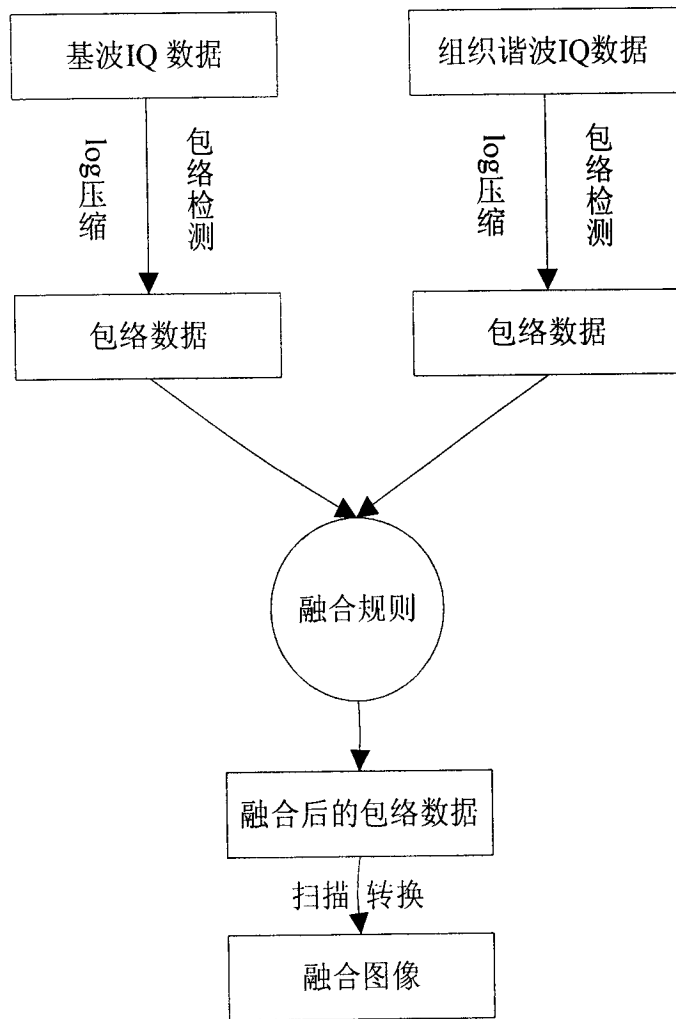 基波IQ 数据
组织谐波IQ数据
log压缩
包络检测
log压缩
包络检测
包络数据
包络数据
融合规则
融合后的包络数据
扫描 转换
融合图像